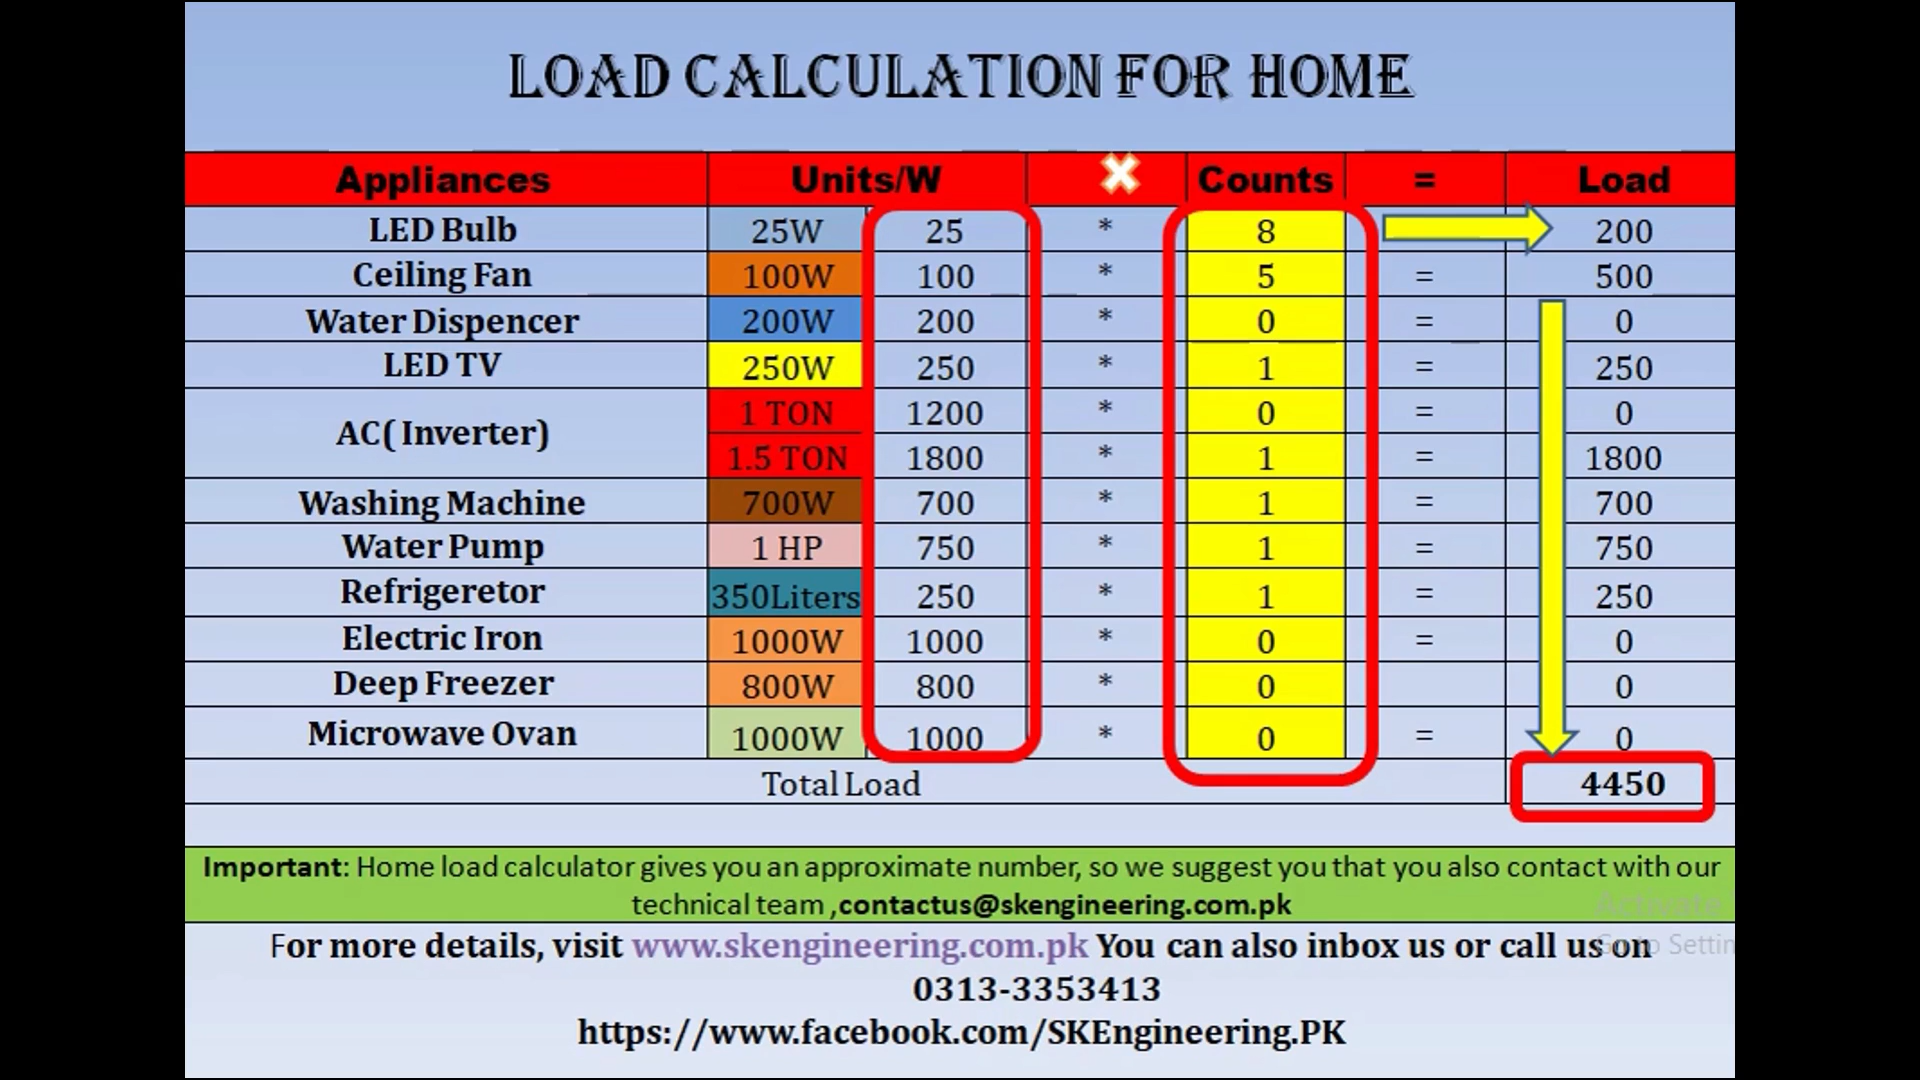 LOAD CALCULATION FOR HOME
Appliances Units/W ✖ Counts = Load
LED Bulb 25W 25 * 8 200
Ceiling Fan 100W 100 * 5 = 500
Water Dispencer 200W 200 * 0 = 0
LED TV 250W 250 * 1 = 250
AC( Inverter) 1 TON 1200 * 0 = 0
1.5 TON 1800 * 1 = 1800
Washing Machine 700W 700 * 1 = 700
Water Pump 1 HP 750 * 1 = 750
Refrigeretor 350Liters 250 * 1 = 250
Electric Iron 1000W 1000 * 0 = 0
Deep Freezer 800W 800 * 0 0
Microwave Ovan 1000W 1000 * 0 = 0
Total Load 4450
Important: Home load calculator gives you an approximate number, so we suggest you that you also contact with our
technical team ,contactus@skengineering.com.pk
Activate
For more details, visit www.skengineering.com.pk You can also inbox us or call us on
Go to Settin
0313-3353413
https://www.facebook.com/SKEngineering.PK